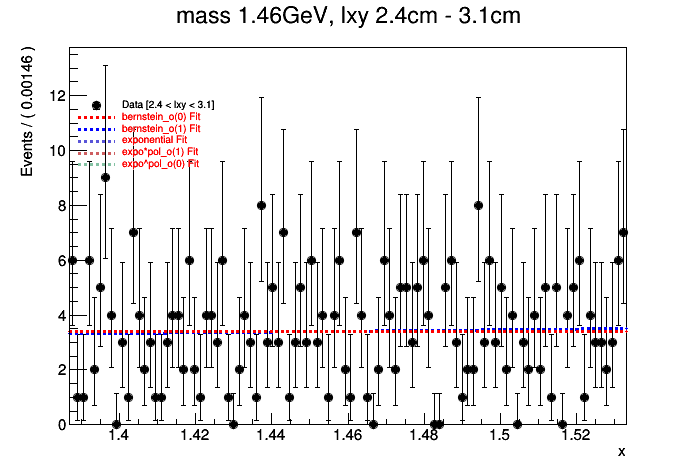 mass 1.46GeV, lxy 2.4cm - 3.1cm
Events / ( 0.00146 )
12
10
8
6
4
2
0
Data [2.4 < lxy < 3.1]
bernstein_o(0) Fit
bernstein_o(1) Fit
exponential Fit
expo*pol_o(1) Fit
expo^pol_o(0) Fit
1.4
1.42
1.44
1.46
1.48
1.5
1.52
x